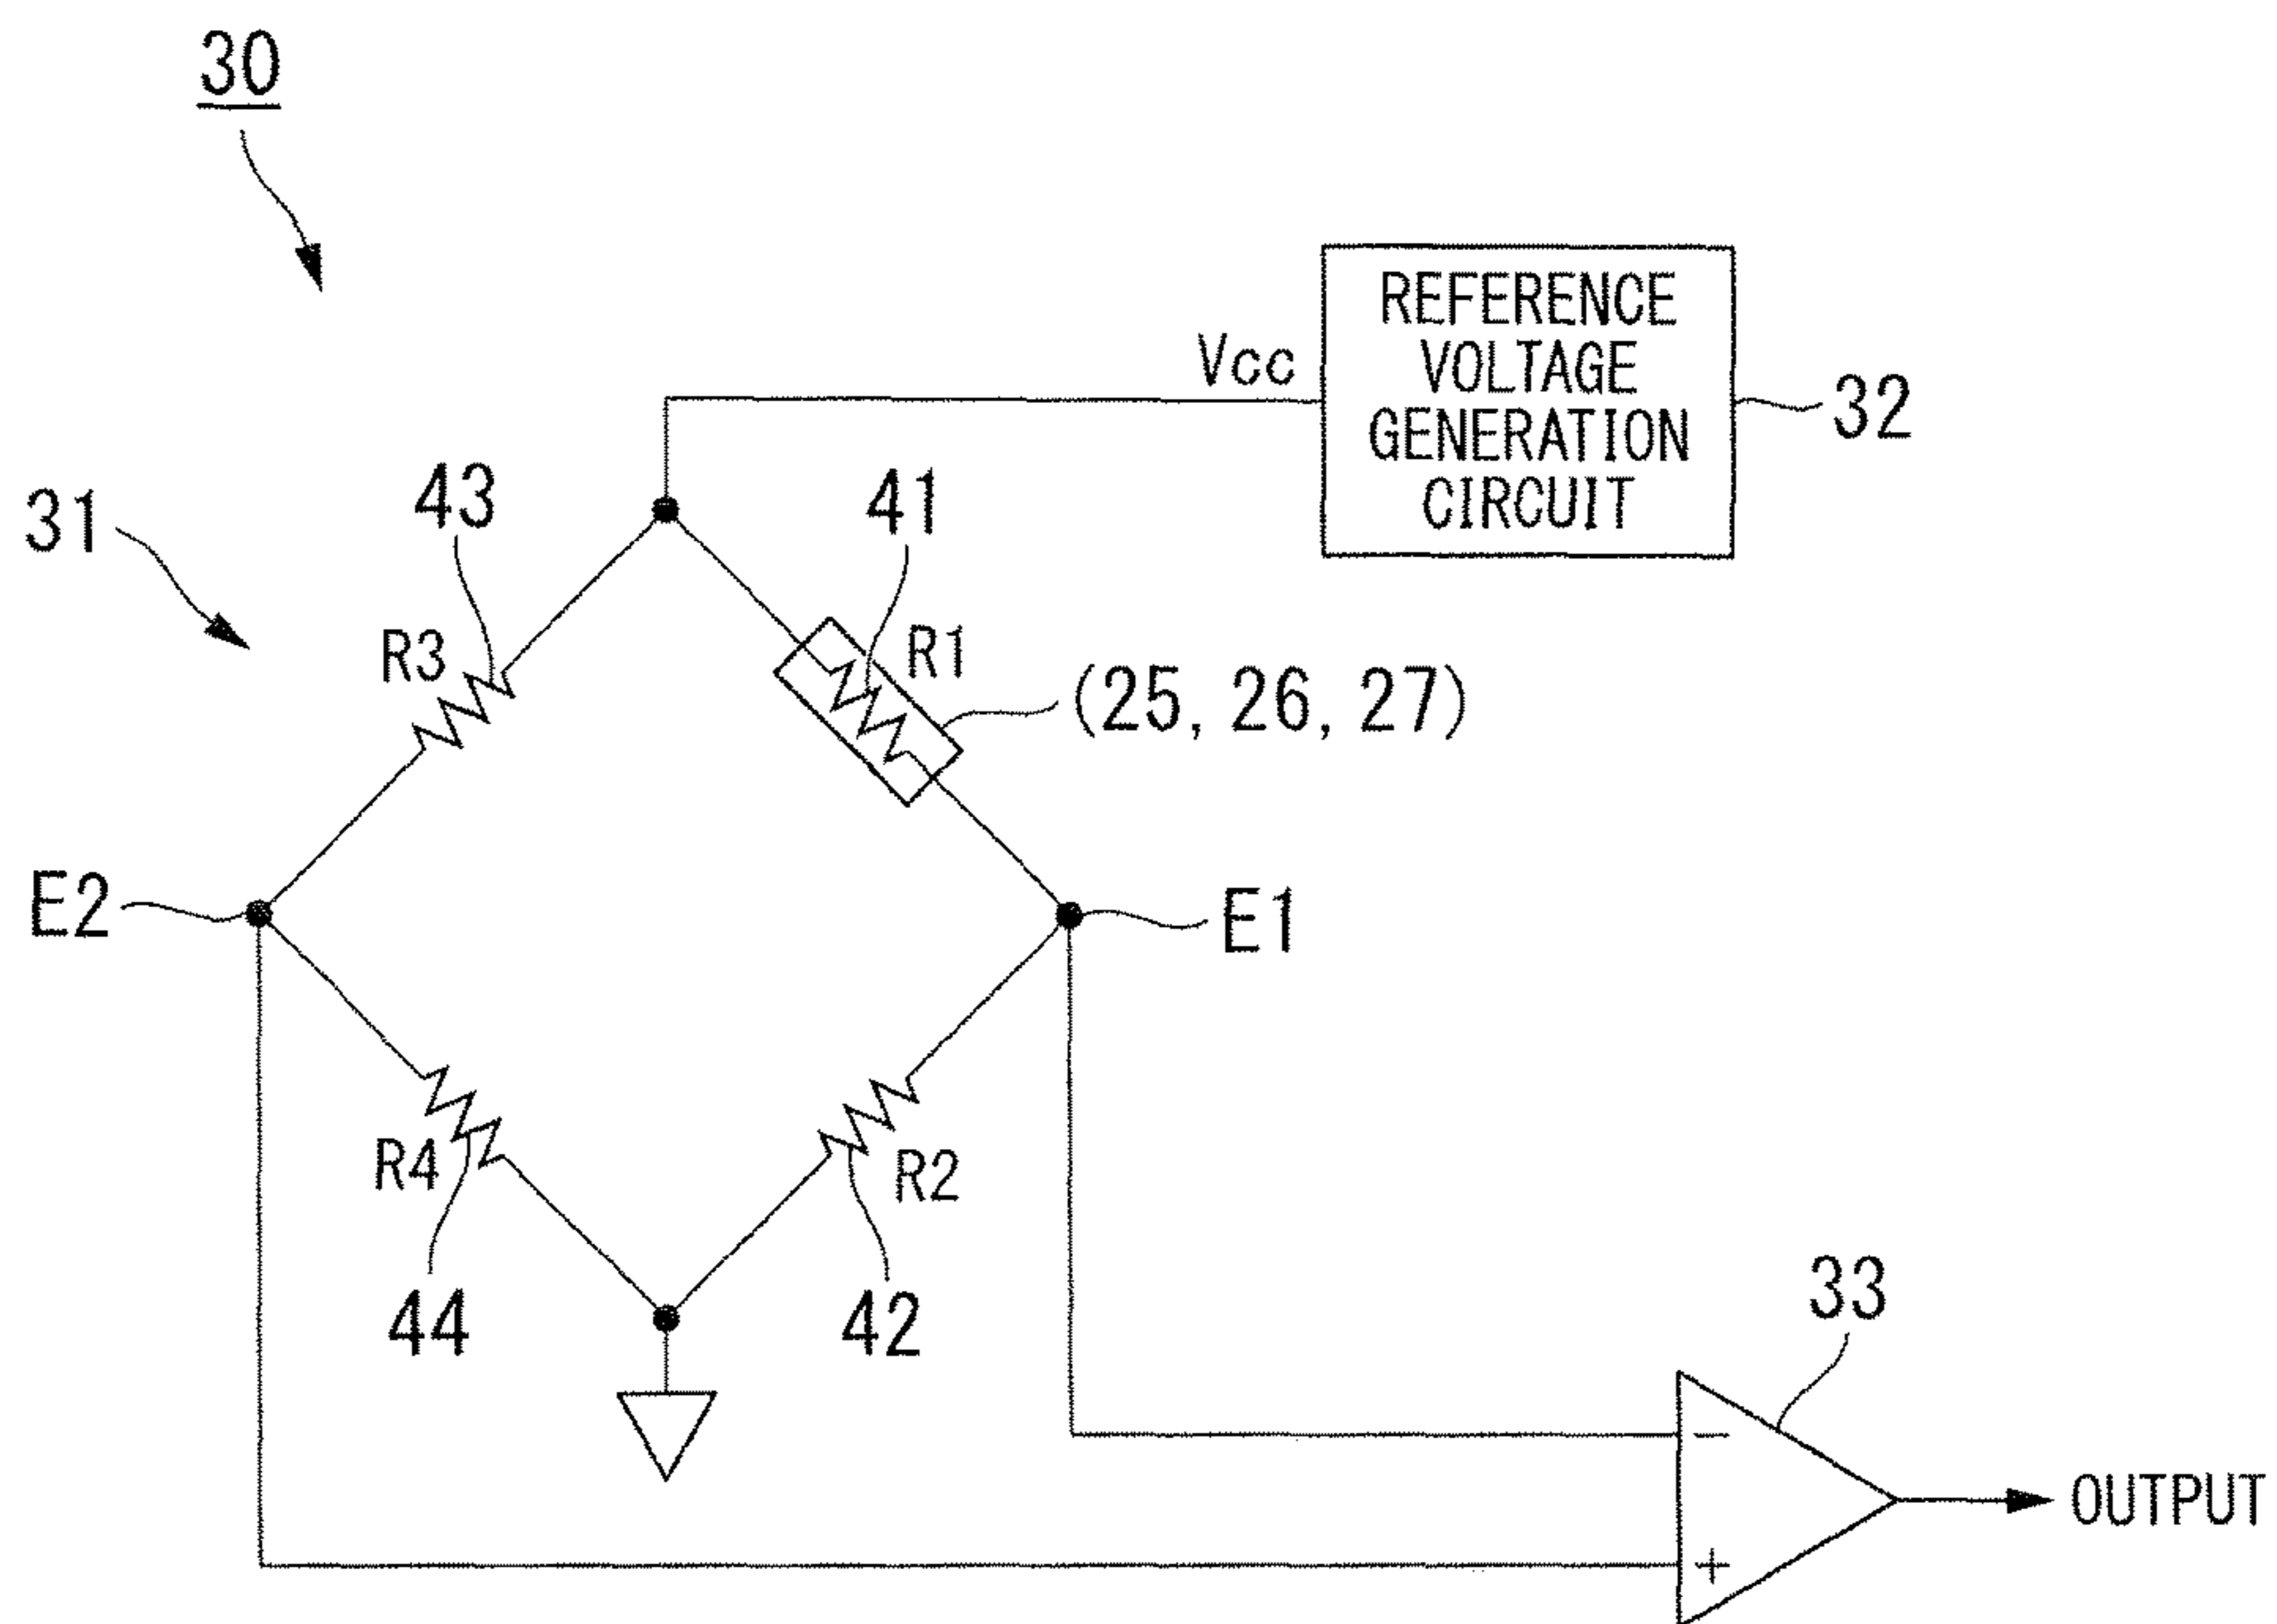 30
REFERENCE
VOLTAGE
GENERATION
CIRCUIT
Vcc
32
31
43
41
R3
R1
(25, 26, 27)
E2
E1
R4
R2
44
42
33
−
+
OUTPUT